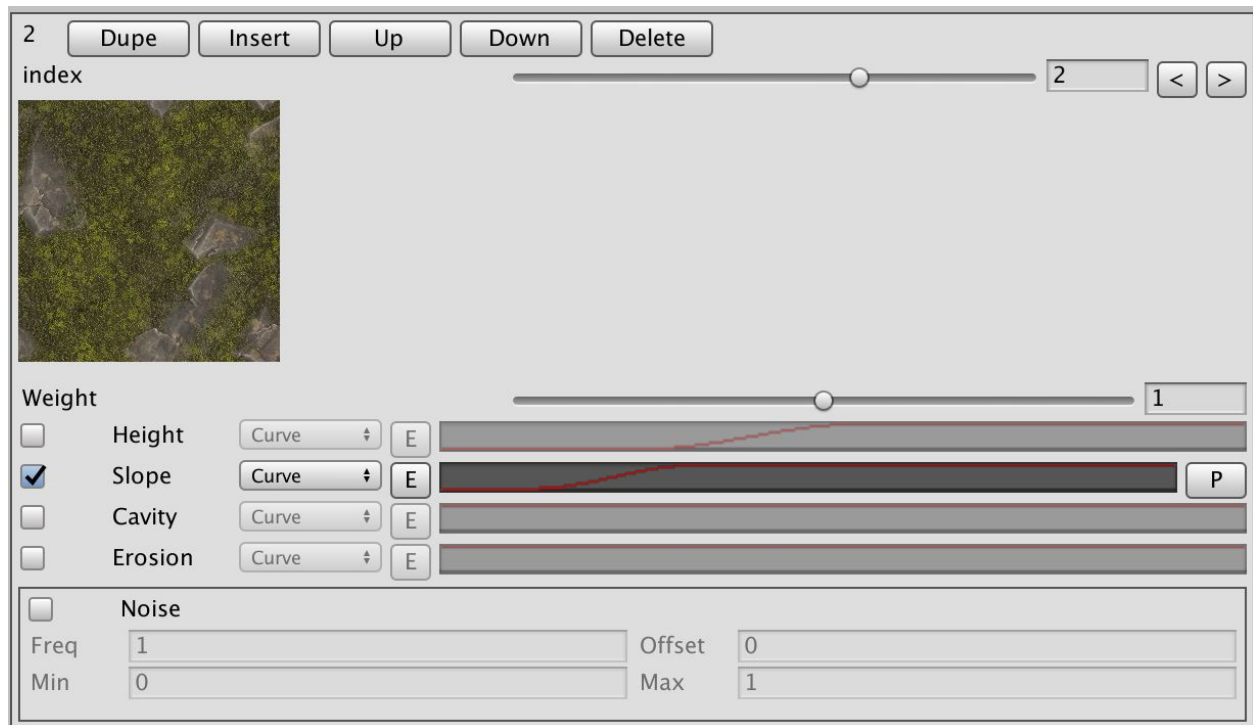 2 Dupe Insert Up Down Delete
index 2 < >
Weight 1
Height Curve E
Slope Curve E P
Cavity Curve E
Erosion Curve E
Noise
Freq 1 Offset 0
Min 0 Max 1